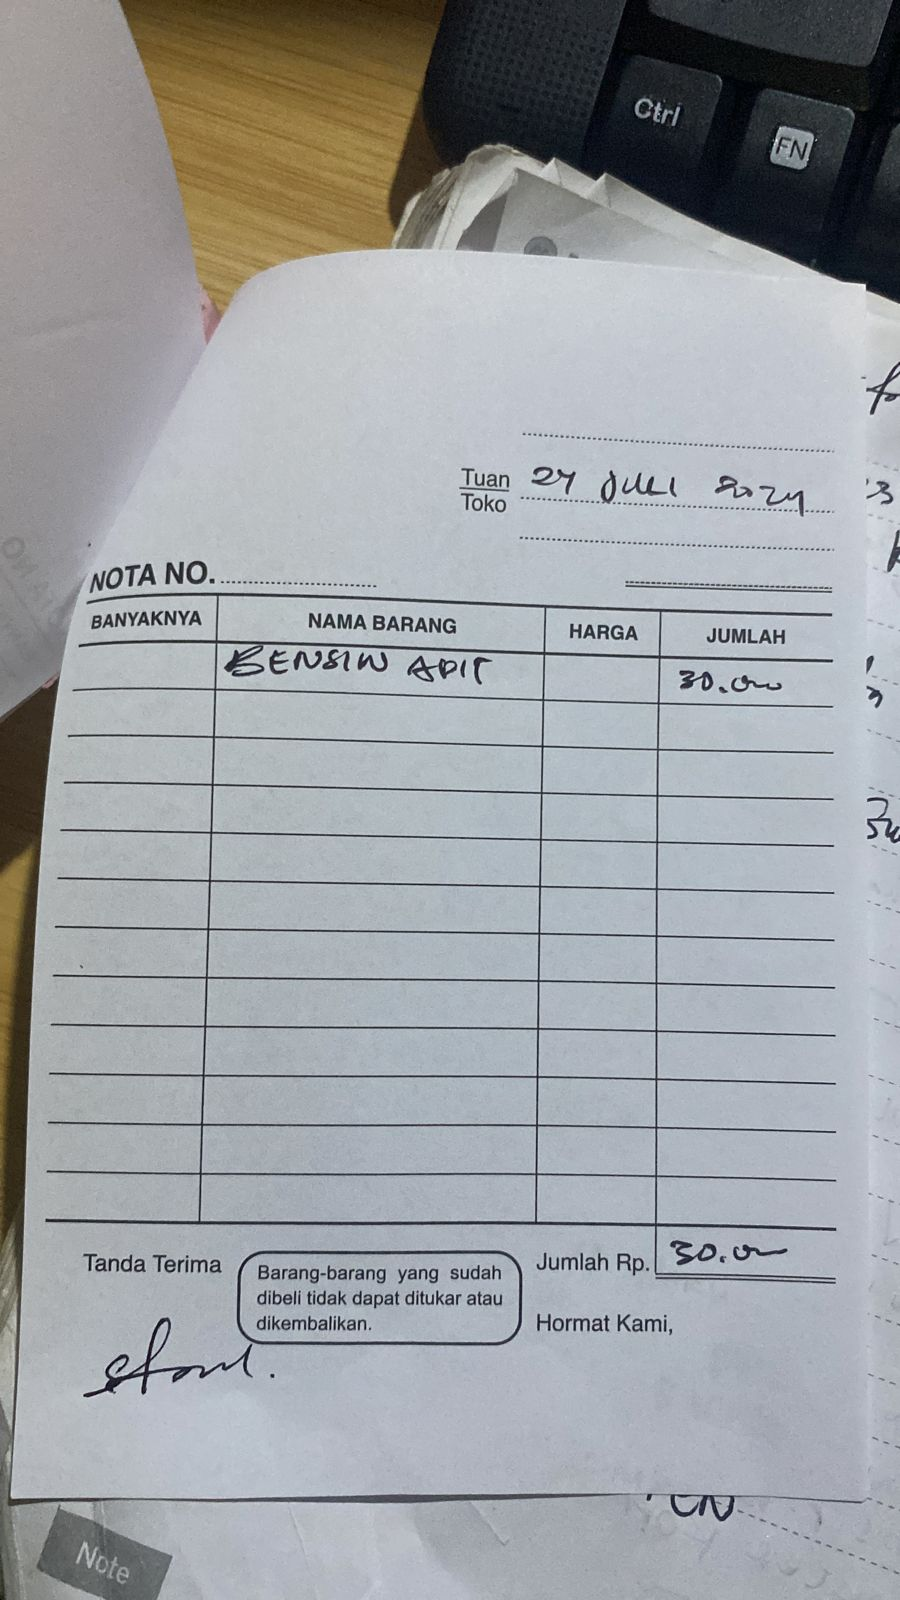 Ctrl
FN
Tuan 27 JULI 2024
Toko
NOTA NO.
BANYAKNYA NAMA BARANG HARGA JUMLAH
BENSIN ADIT 30.000
Tanda Terima
Barang-barang yang sudah
dibeli tidak dapat ditukar atau
dikembalikan.
Jumlah Rp. 30.000
Hormat Kami,
Note